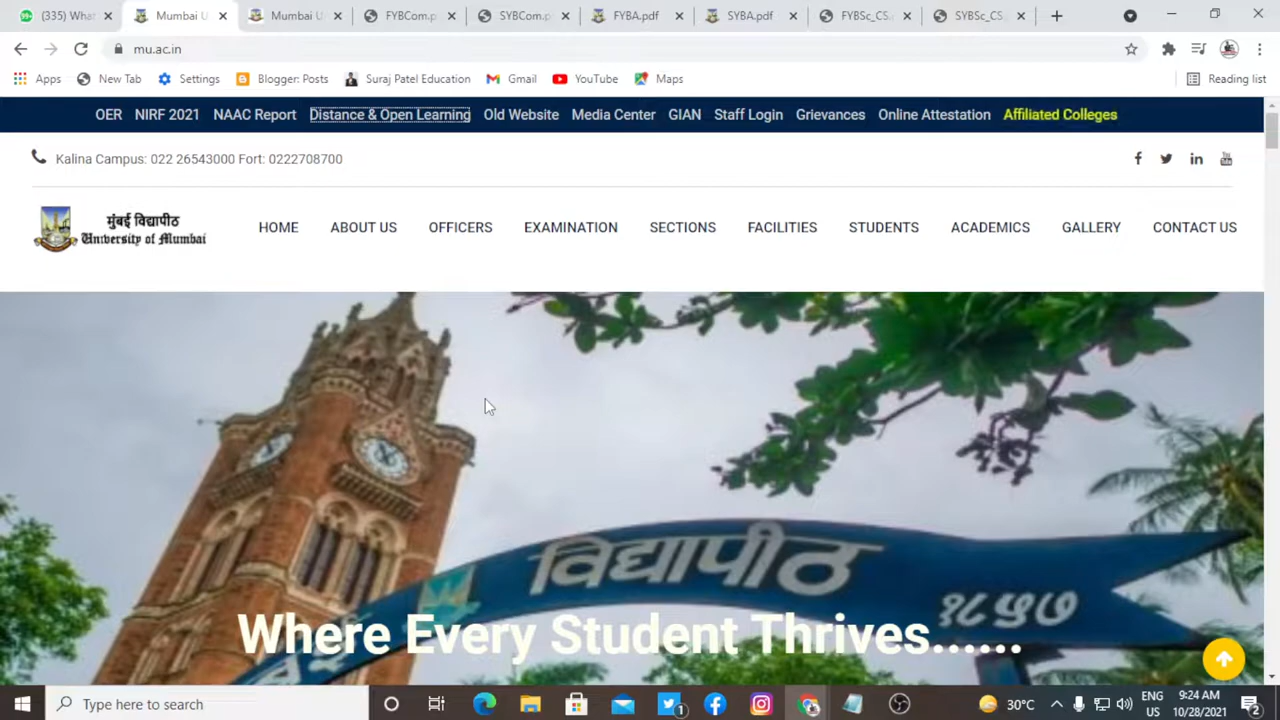 (335) What
Mumbai U
Mumbai U
FYBCom.p
SYBCom.p
FYBA.pdf
SYBA.pdf
FYBSc_CS.
SYBSc_CS.
mu.ac.in
Apps
New Tab
Settings
Blogger: Posts
Suraj Patel Education
Gmail
YouTube
Maps
Reading list
OER NIRF 2021 NAAC Report Distance & Open Learning Old Website Media Center GIAN Staff Login Grievances Online Attestation Affiliated Colleges
Kalina Campus: 022 26543000 Fort: 0222708700
मुंबई विद्यापीठ
University of Mumbai
HOME ABOUT US OFFICERS EXAMINATION SECTIONS FACILITIES STUDENTS ACADEMICS GALLERY CONTACT US
विद्यापीठ
१८५७
Where Every Student Thrives......
Type here to search
30°C
ENG
US
9:24 AM
10/28/2021